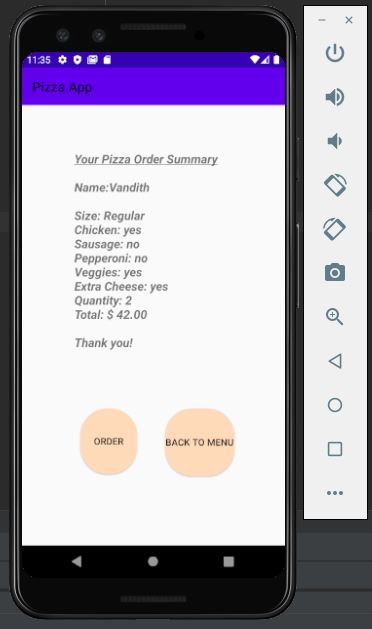 11:35
Pizza App
Your Pizza Order Summary
Name:Vandith
Size: Regular
Chicken: yes
Sausage: no
Pepperoni: no
Veggies: yes
Extra Cheese: yes
Quantity: 2
Total: $ 42.00
Thank you!
ORDER
BACK TO MENU